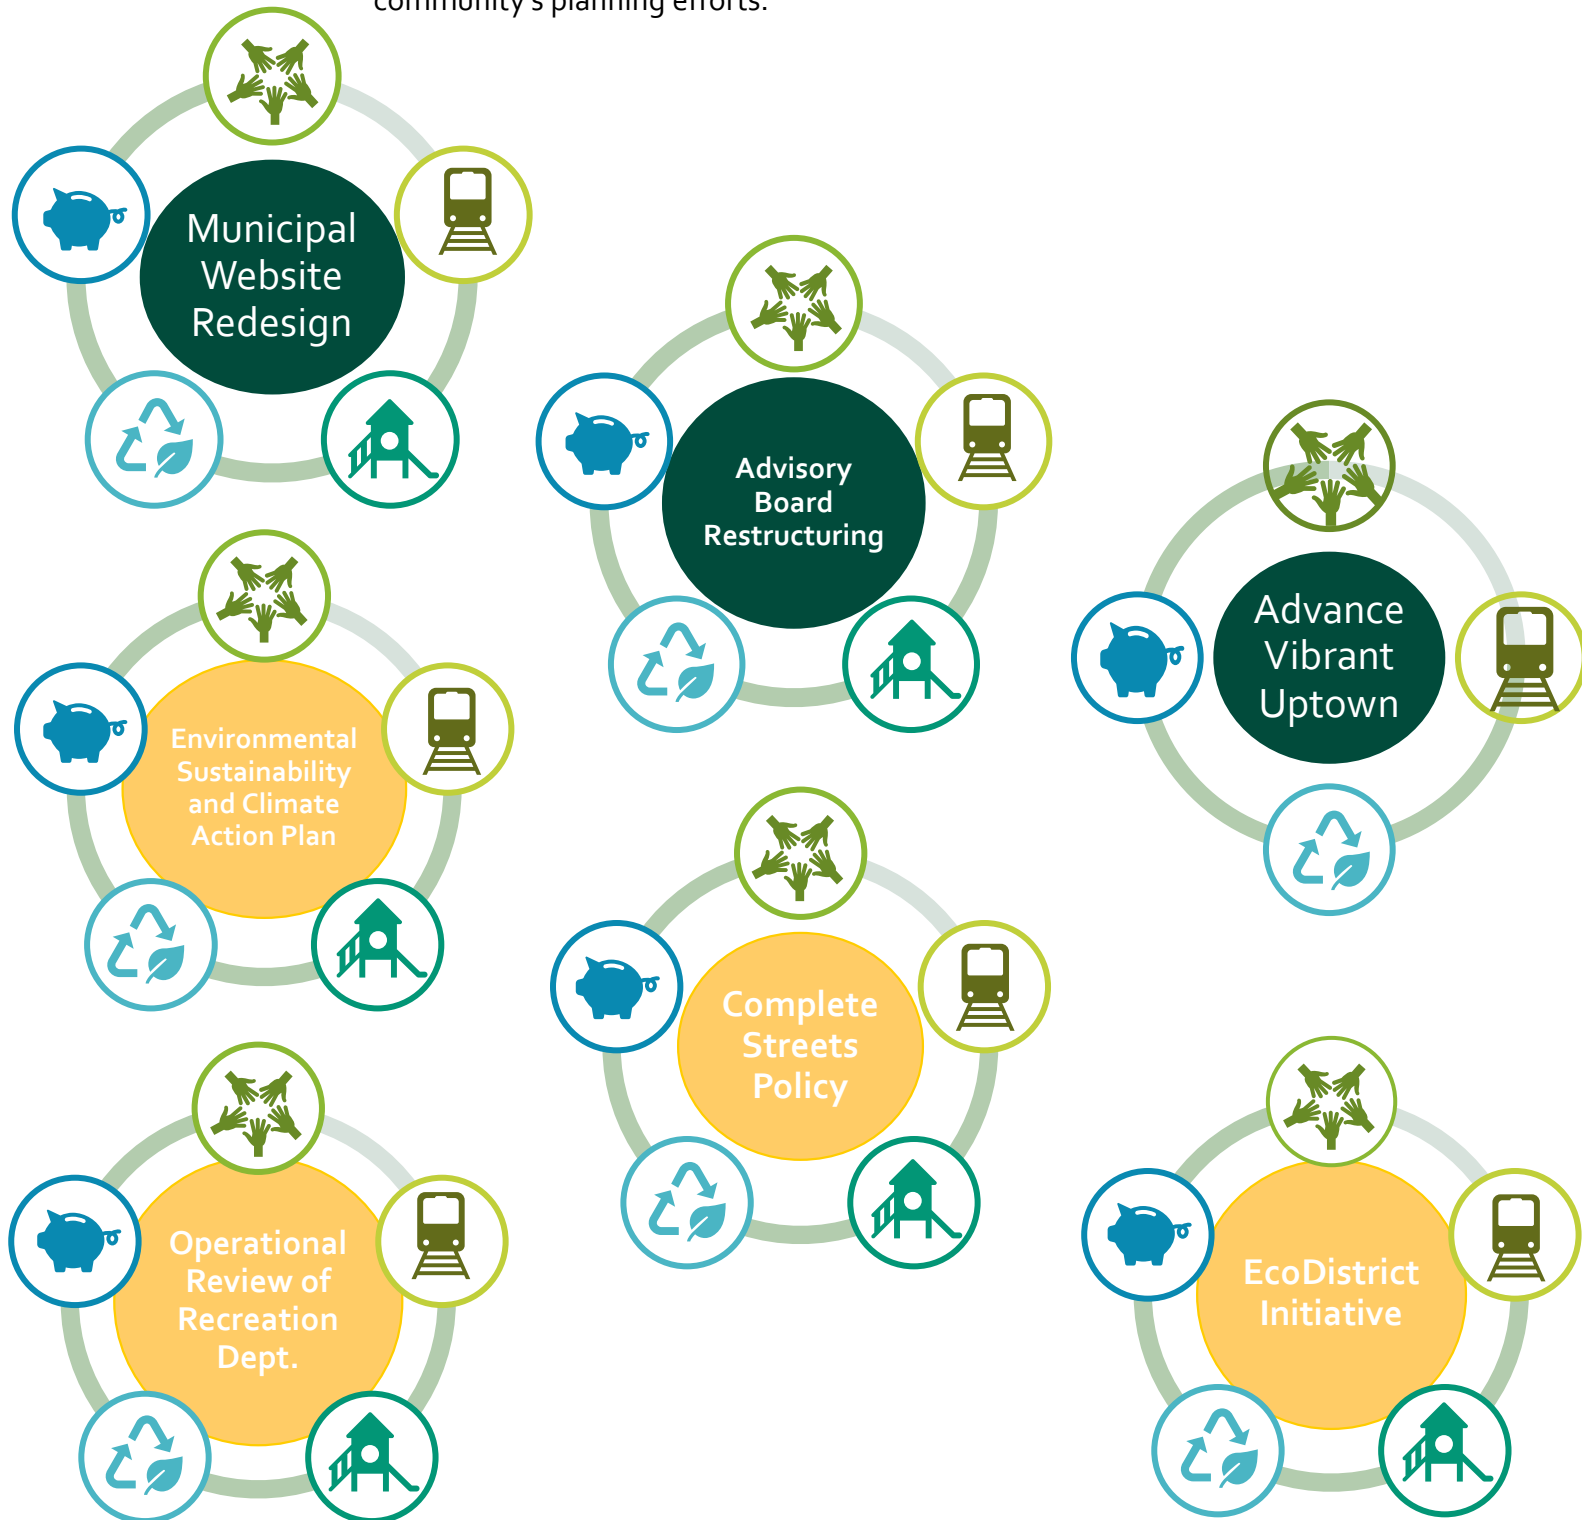 community's planning efforts.
Municipal
Website
Redesign
Advisory
Board
Restructuring
Advance
Vibrant
Uptown
Environmental
Sustainability
and Climate
Action Plan
Complete
Streets
Policy
Operational
Review of
Recreation
Dept.
EcoDistrict
Initiative